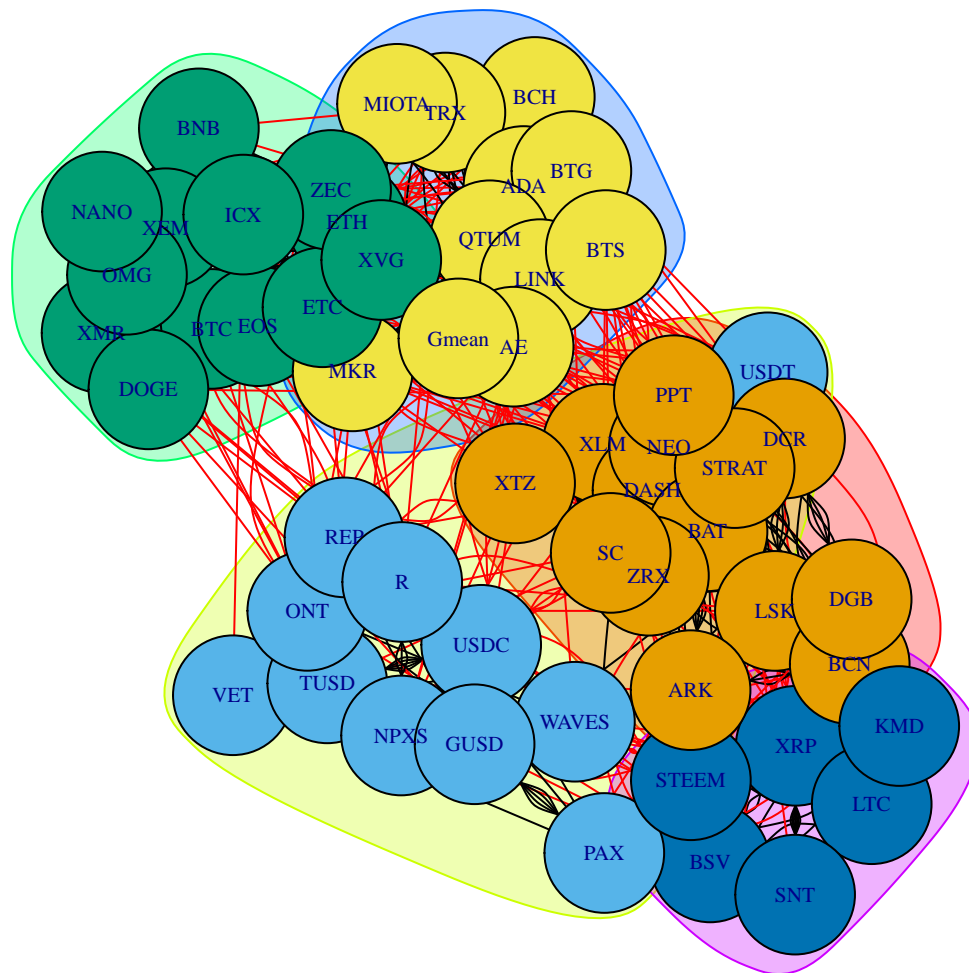 MIOTA
TRX
BCH
BNB
ADA
BTG
ZEC
NANO
XEM
ICX
ETH
QTUM
BTS
XVG
OMG
LINK
ETC
XMR
BTC
EOS
Gmean
AE
MKR
USDT
DOGE
PPT
DCR
XLM
NEO
STRAT
XTZ
DASH
BAT
REP
SC
ZRX
R
ONT
LSK
DGB
USDC
BCN
VET
TUSD
ARK
NPXS
GUSD
WAVES
XRP
KMD
STEEM
LTC
PAX
BSV
SNT